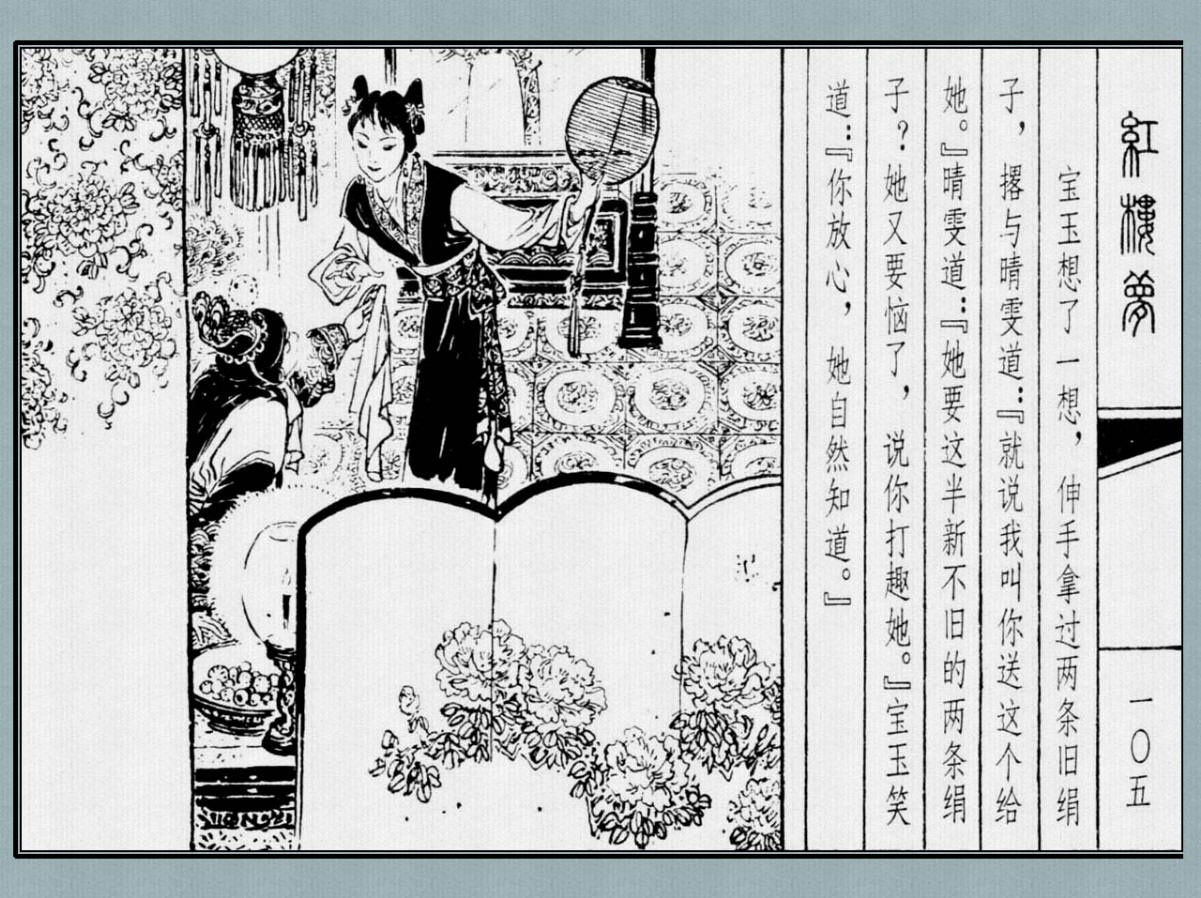 紅樓夢
一〇五
宝玉想了一想，伸手拿过两条旧绢
子，撂与晴雯道：『就说我叫你送这个给
她。』晴雯道：『她要这半新不旧的两条绢
子？她又要恼了，说你打趣她。』宝玉笑
道：『你放心，她自然知道。』